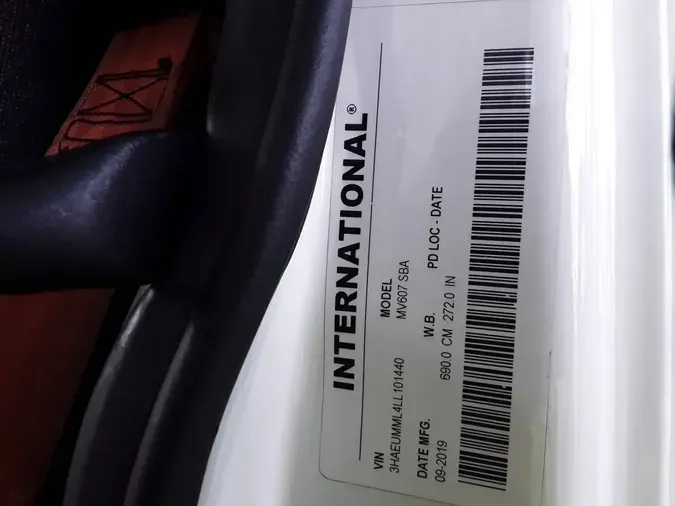 INTERNATIONAL®
VIN MODEL
3HAEUMML4LL101440 MV607 SBA
DATE MFG. W.B. PD LOC - DATE
09-2019 690.0 CM 272.0 IN